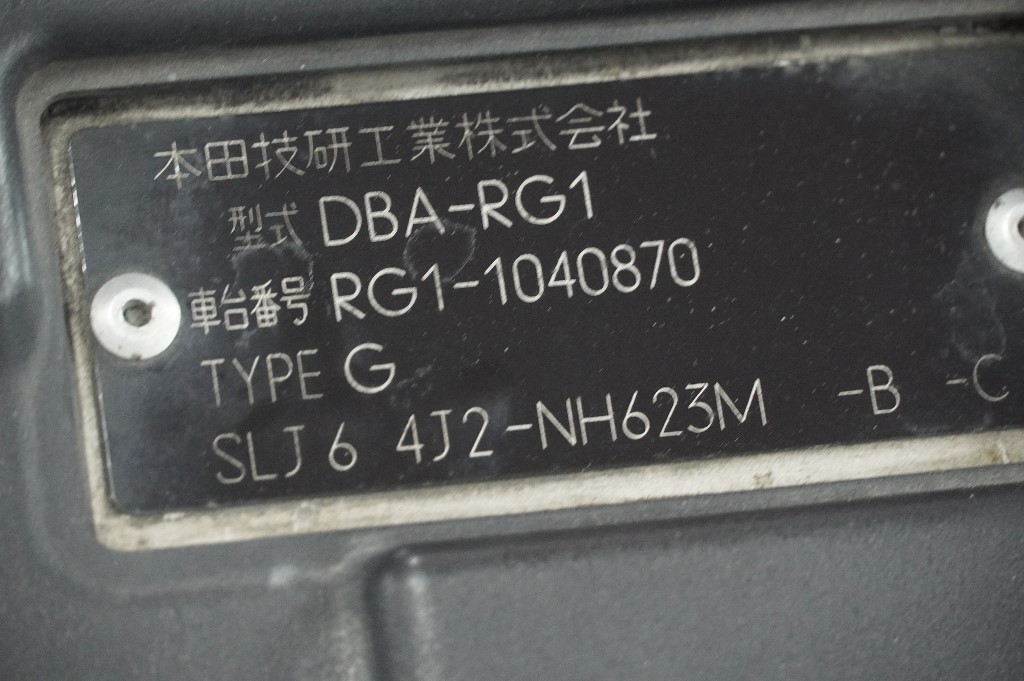 本田技研工業株式会社
型式 DBA-RG1
車台番号 RG1-1040870
TYPE G
SLJ 6 4J2-NH623M -B -C